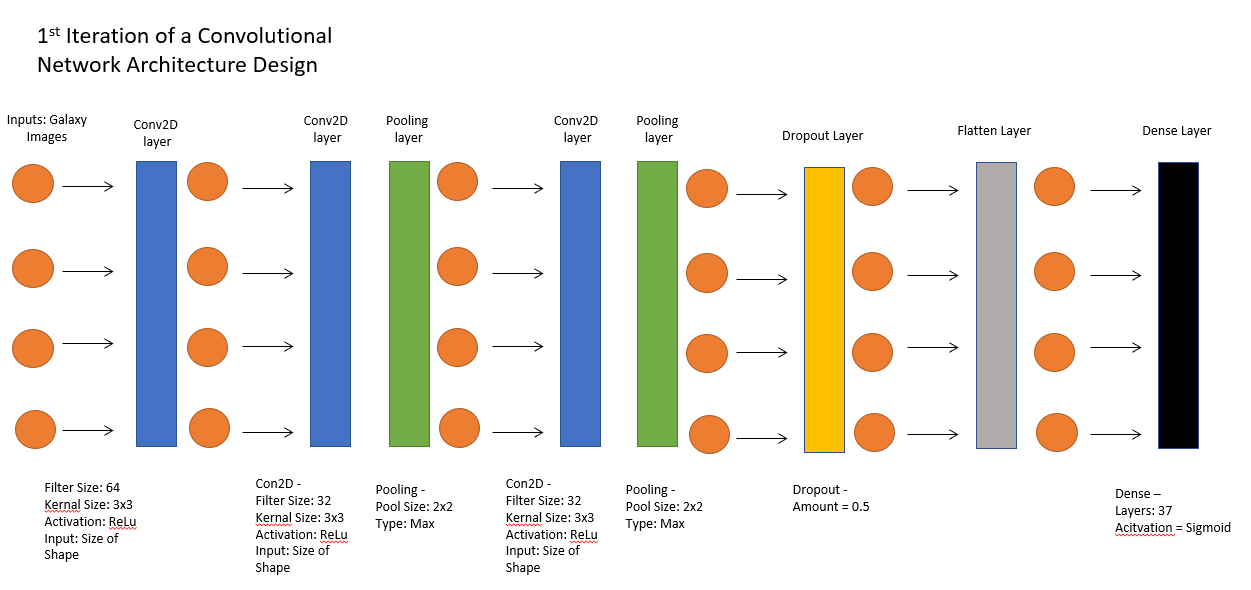 1st Iteration of a Convolutional
Network Architecture Design
Inputs: Galaxy
Images
Conv2D
layer
Conv2D
layer
Pooling
layer
Conv2D
layer
Pooling
layer
Dropout Layer
Flatten Layer
Dense Layer
Filter Size: 64
Kernal Size: 3x3
Activation: ReLu
Input: Size of
Shape
Con2D -
Filter Size: 32
Kernal Size: 3x3
Activation: ReLu
Input: Size of
Shape
Pooling -
Pool Size: 2x2
Type: Max
Con2D -
Filter Size: 32
Kernal Size: 3x3
Activation: ReLu
Input: Size of
Shape
Pooling -
Pool Size: 2x2
Type: Max
Dropout -
Amount = 0.5
Dense –
Layers: 37
Acitvation = Sigmoid